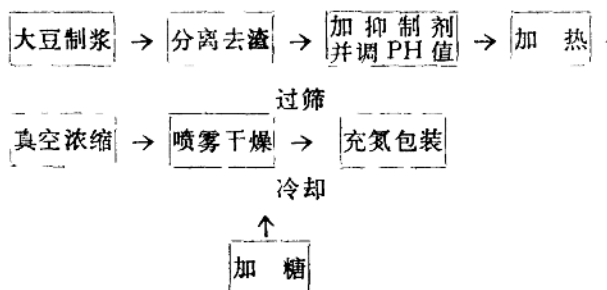 大豆制浆 → 分离去渣 → 加抑制剂并调PH值 → 加热 →
过筛
真空浓缩 → 喷雾干燥 → 充氮包装
冷却
↑
加糖